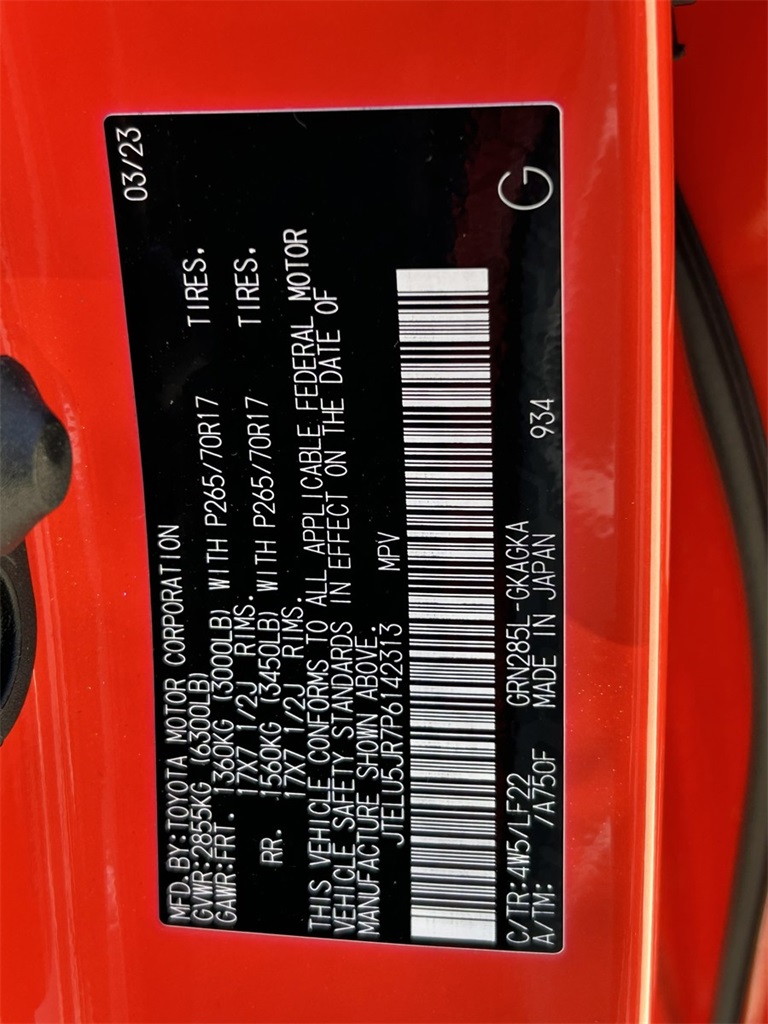 03/23
MFD.BY:TOYOTA MOTOR CORPORATION
GVWR:2855KG (6300LB)
GAWR:FRT. 1360KG (3000LB) WITH P265/70R17 TIRES.
17X7 1/2J RIMS.
RR. 1560KG (3450LB) WITH P265/70R17 TIRES.
17X7 1/2J RIMS.
THIS VEHICLE CONFORMS TO ALL APPLICABLE FEDERAL MOTOR
VEHICLE SAFETY STANDARDS IN EFFECT ON THE DATE OF
MANUFACTURE SHOWN ABOVE.
JTELU5JR7P6142313 MPV
C/TR:4W5/LF22 GRN285L-GKAGKA G
A/TM: /A750F MADE IN JAPAN 934